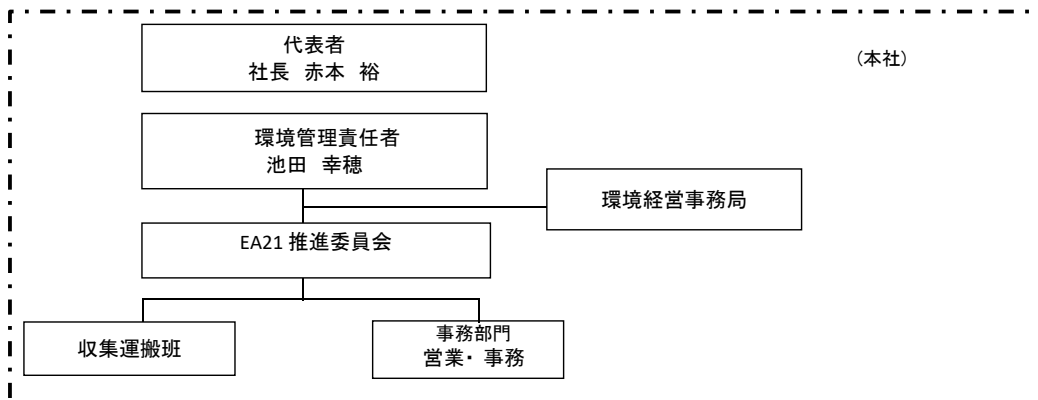 代表者
社長 赤本 裕
(本社)
環境管理責任者
池田 幸穂
環境経営事務局
EA21 推進委員会
収集運搬班
事務部門
営業・ 事務